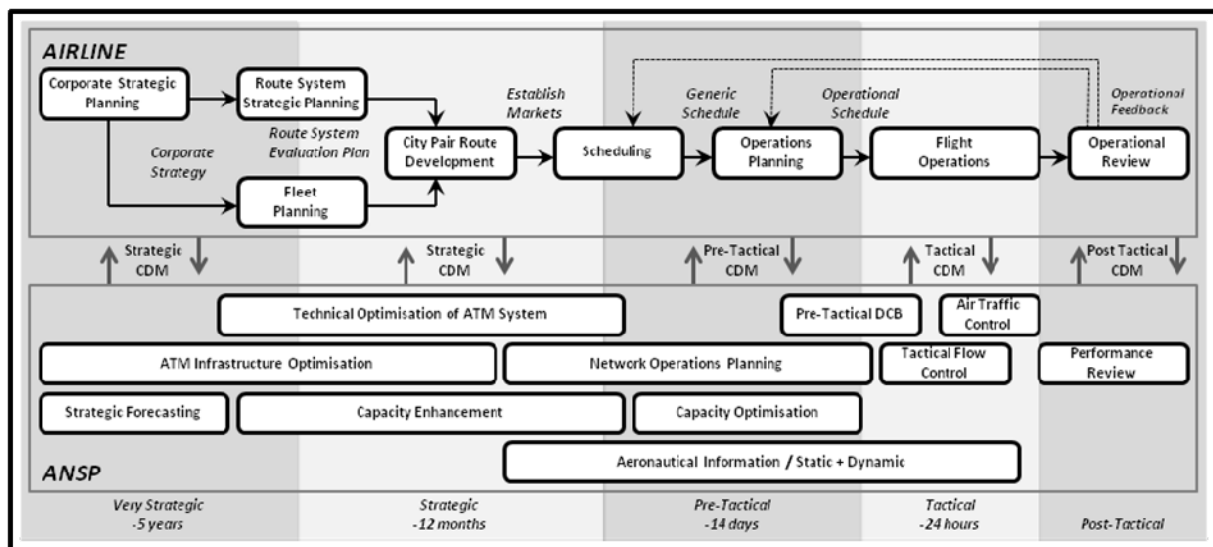 AIRLINE
Corporate Strategic
Planning
Route System
Strategic Planning
Corporate
Strategy
Route System
Evaluation Plan
Fleet
Planning
City Pair Route
Development
Establish
Markets
Scheduling
Generic
Schedule
Operations
Planning
Operational
Schedule
Flight
Operations
Operational
Feedback
Operational
Review
Strategic
CDM
Strategic
CDM
Pre-Tactical
CDM
Tactical
CDM
Post Tactical
CDM
Technical Optimisation of ATM System
Pre-Tactical DCB
Air Traffic
Control
ATM Infrastructure Optimisation
Network Operations Planning
Tactical Flow
Control
Performance
Review
Strategic Forecasting
Capacity Enhancement
Capacity Optimisation
Aeronautical Information / Static + Dynamic
ANSP
Very Strategic
-5 years
Strategic
-12 months
Pre-Tactical
-14 days
Tactical
-24 hours
Post-Tactical